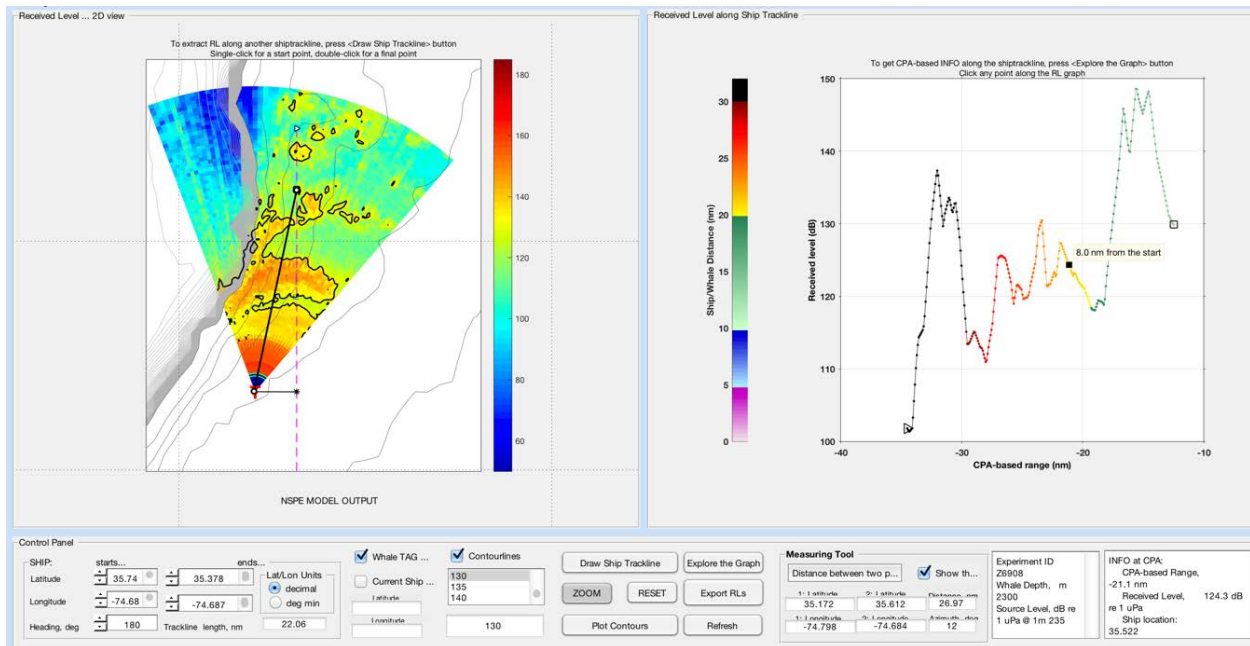 Received Level ... 2D view
To extract RL along another shiptrackline, press <Draw Ship Trackline> button
Single-click for a start point, double-click for a final point
180
160
140
120
100
80
60
NSPE MODEL OUTPUT
Received Level along Ship Trackline
To get CPA-based INFO along the shiptrackline, press <Explore the Graph> button
Click any point along the RL graph
Ship/Whale Distance (nm)
30
25
20
15
10
5
0
Received level (dB)
150
140
130
120
110
100
8.0 nm from the start
-40
-30
-20
-10
CPA-based range (nm)
Control Panel
SHIP:
starts...
ends...
Latitude
35.74
35.378
Longitude
-74.68
-74.687
Heading, deg
180
Trackline length, nm
22.06
Lat/Lon Units
decimal
deg min
Whale TAG ...
Current Ship ...
Latitude
Longitude
Contourlines
130
135
140
130
Draw Ship Trackline
Explore the Graph
ZOOM
RESET
Export RLs
Plot Contours
Refresh
Measuring Tool
Distance between two p...
Show th...
1: Latitude
2: Latitude
Distance, nm
35.172
35.612
26.97
1: Longitude
2: Longitude
Azimuth, deg
-74.798
-74.684
12
Experiment ID
Z6908
Whale Depth, m
2300
Source Level, dB re
1 uPa @ 1m 235
INFO at CPA:
CPA-based Range,
-21.1 nm
Received Level, 124.3 dB
re 1 uPa
Ship location:
35.522